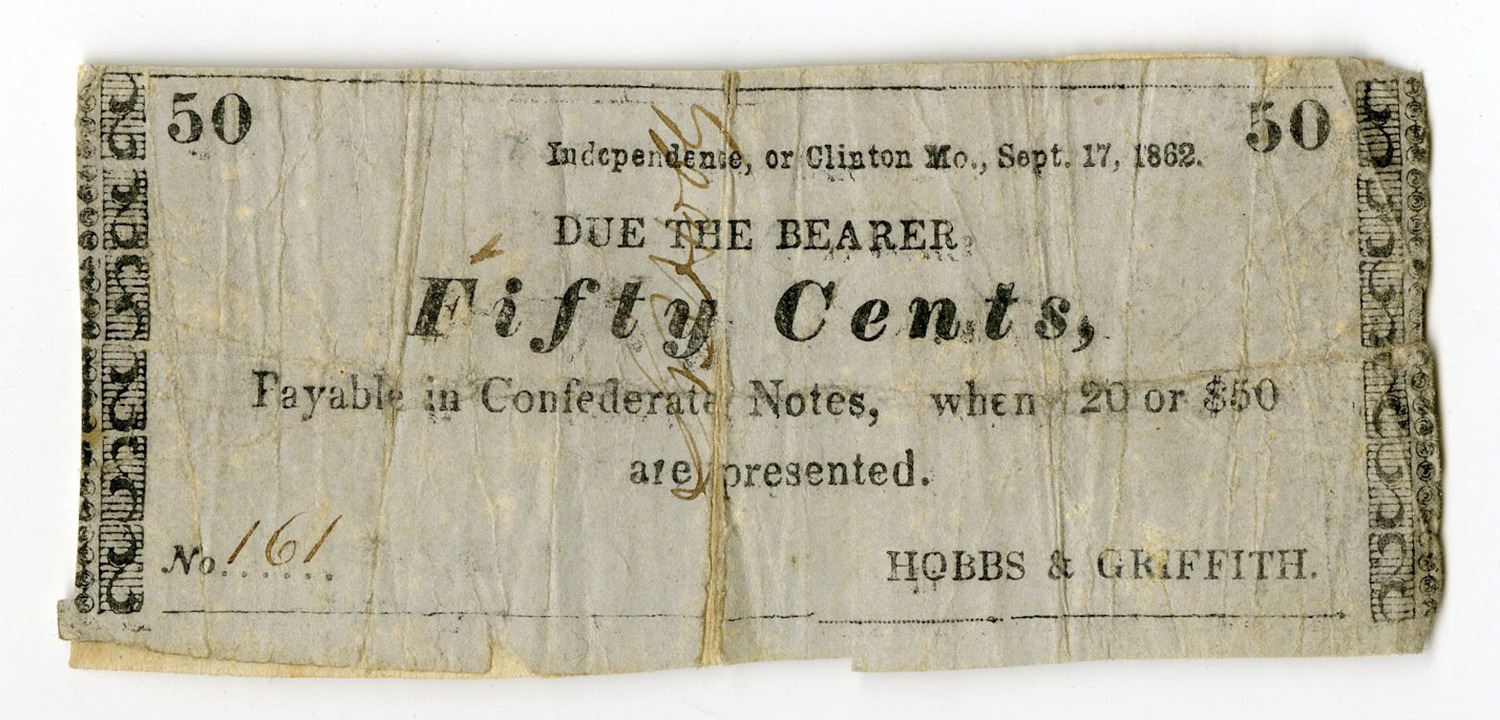 50
50
Independence, or Clinton Mo., Sept. 17, 1862.
DUE THE BEARER
Fifty Cents,
Payable in Confederate Notes, when 20 or $50
are presented.
No. 161
HOBBS & GRIFFITH.